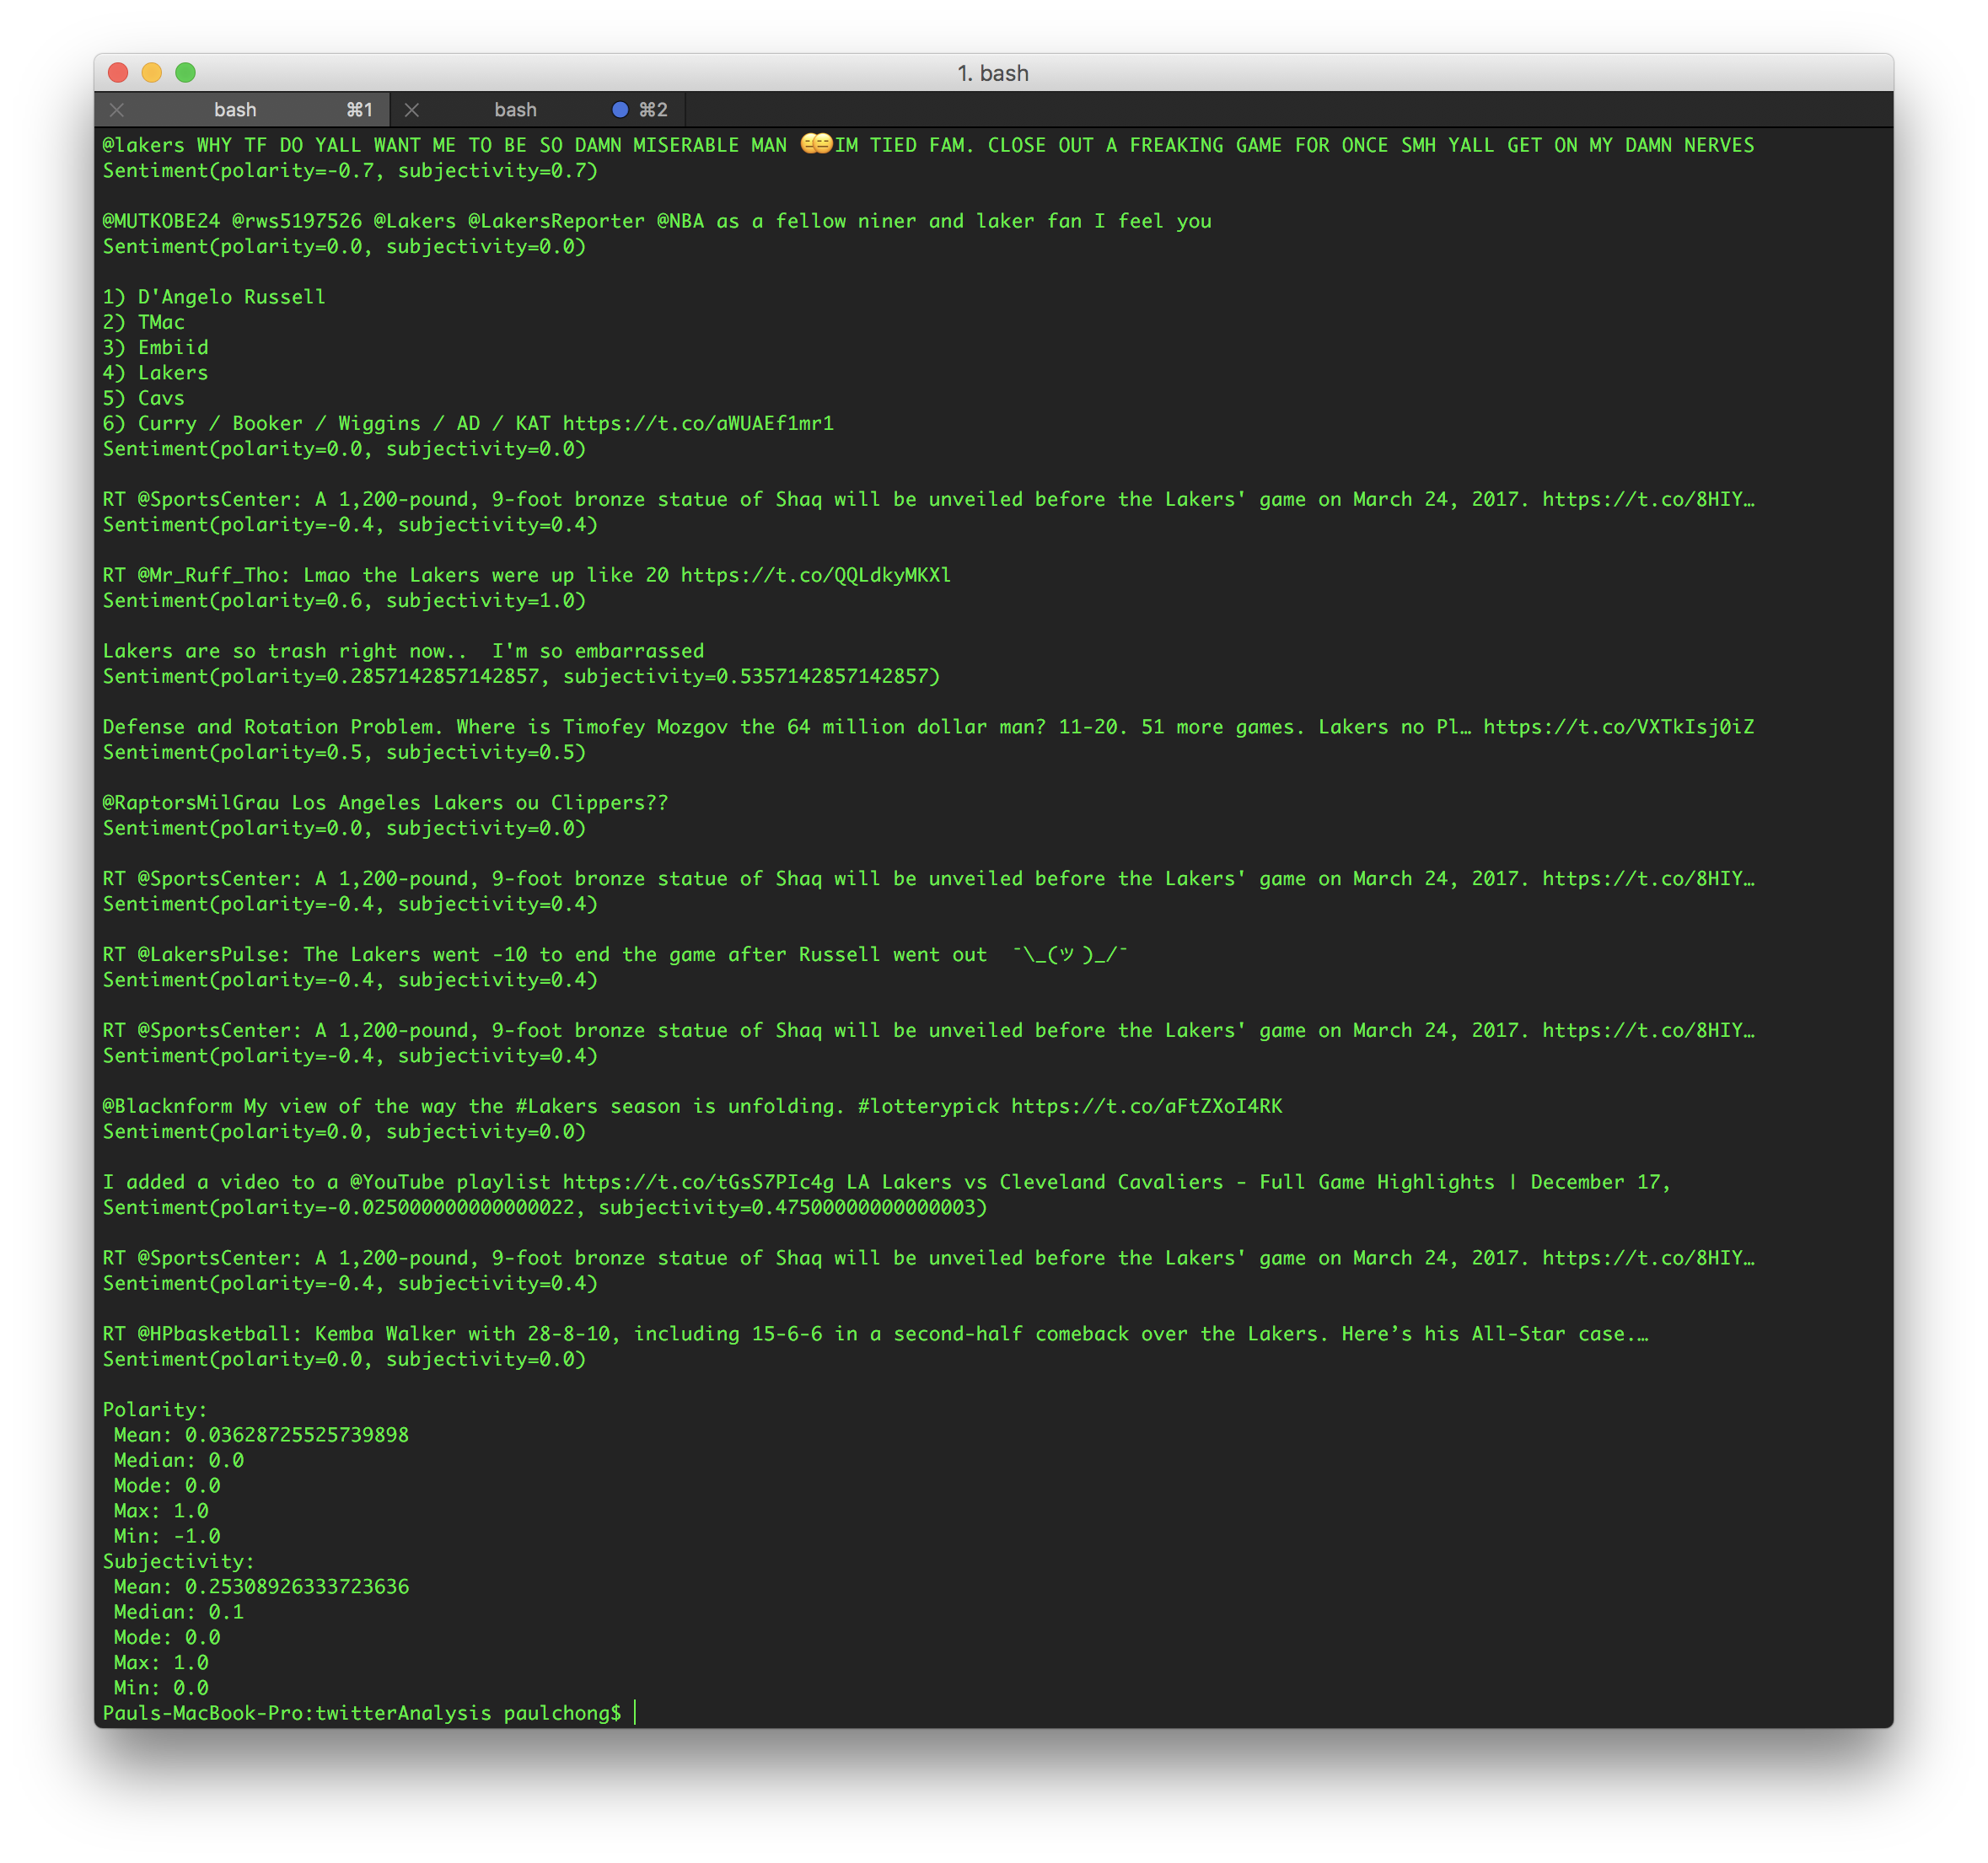 1. bash
bash ⌘1 bash ⌘2
@lakers WHY TF DO YALL WANT ME TO BE SO DAMN MISERABLE MAN 😑😑IM TIED FAM. CLOSE OUT A FREAKING GAME FOR ONCE SMH YALL GET ON MY DAMN NERVES
Sentiment(polarity=-0.7, subjectivity=0.7)
@MUTKOBE24 @rws5197526 @Lakers @LakersReporter @NBA as a fellow niner and laker fan I feel you
Sentiment(polarity=0.0, subjectivity=0.0)
1) D'Angelo Russell
2) TMac
3) Embiid
4) Lakers
5) Cavs
6) Curry / Booker / Wiggins / AD / KAT https://t.co/aWUAEf1mr1
Sentiment(polarity=0.0, subjectivity=0.0)
RT @SportsCenter: A 1,200-pound, 9-foot bronze statue of Shaq will be unveiled before the Lakers' game on March 24, 2017. https://t.co/8HIY…
Sentiment(polarity=-0.4, subjectivity=0.4)
RT @Mr_Ruff_Tho: Lmao the Lakers were up like 20 https://t.co/QQLdkyMKXl
Sentiment(polarity=0.6, subjectivity=1.0)
Lakers are so trash right now..  I'm so embarrassed
Sentiment(polarity=0.2857142857142857, subjectivity=0.5357142857142857)
Defense and Rotation Problem. Where is Timofey Mozgov the 64 million dollar man? 11-20. 51 more games. Lakers no Pl… https://t.co/VXTkIsj0iZ
Sentiment(polarity=0.5, subjectivity=0.5)
@RaptorsMilGrau Los Angeles Lakers ou Clippers??
Sentiment(polarity=0.0, subjectivity=0.0)
RT @SportsCenter: A 1,200-pound, 9-foot bronze statue of Shaq will be unveiled before the Lakers' game on March 24, 2017. https://t.co/8HIY…
Sentiment(polarity=-0.4, subjectivity=0.4)
RT @LakersPulse: The Lakers went -10 to end the game after Russell went out  ¯\_(ツ)_/¯
Sentiment(polarity=-0.4, subjectivity=0.4)
RT @SportsCenter: A 1,200-pound, 9-foot bronze statue of Shaq will be unveiled before the Lakers' game on March 24, 2017. https://t.co/8HIY…
Sentiment(polarity=-0.4, subjectivity=0.4)
@Blacknform My view of the way the #Lakers season is unfolding. #lotterypick https://t.co/aFtZXoI4RK
Sentiment(polarity=0.0, subjectivity=0.0)
I added a video to a @YouTube playlist https://t.co/tGsS7PIc4g LA Lakers vs Cleveland Cavaliers - Full Game Highlights | December 17,
Sentiment(polarity=-0.025000000000000022, subjectivity=0.47500000000000003)
RT @SportsCenter: A 1,200-pound, 9-foot bronze statue of Shaq will be unveiled before the Lakers' game on March 24, 2017. https://t.co/8HIY…
Sentiment(polarity=-0.4, subjectivity=0.4)
RT @HPbasketball: Kemba Walker with 28-8-10, including 15-6-6 in a second-half comeback over the Lakers. Here’s his All-Star case.…
Sentiment(polarity=0.0, subjectivity=0.0)
Polarity:
Mean: 0.03628725525739898
Median: 0.0
Mode: 0.0
Max: 1.0
Min: -1.0
Subjectivity:
Mean: 0.25308926333723636
Median: 0.1
Mode: 0.0
Max: 1.0
Min: 0.0
Pauls-MacBook-Pro:twitterAnalysis paulchong$